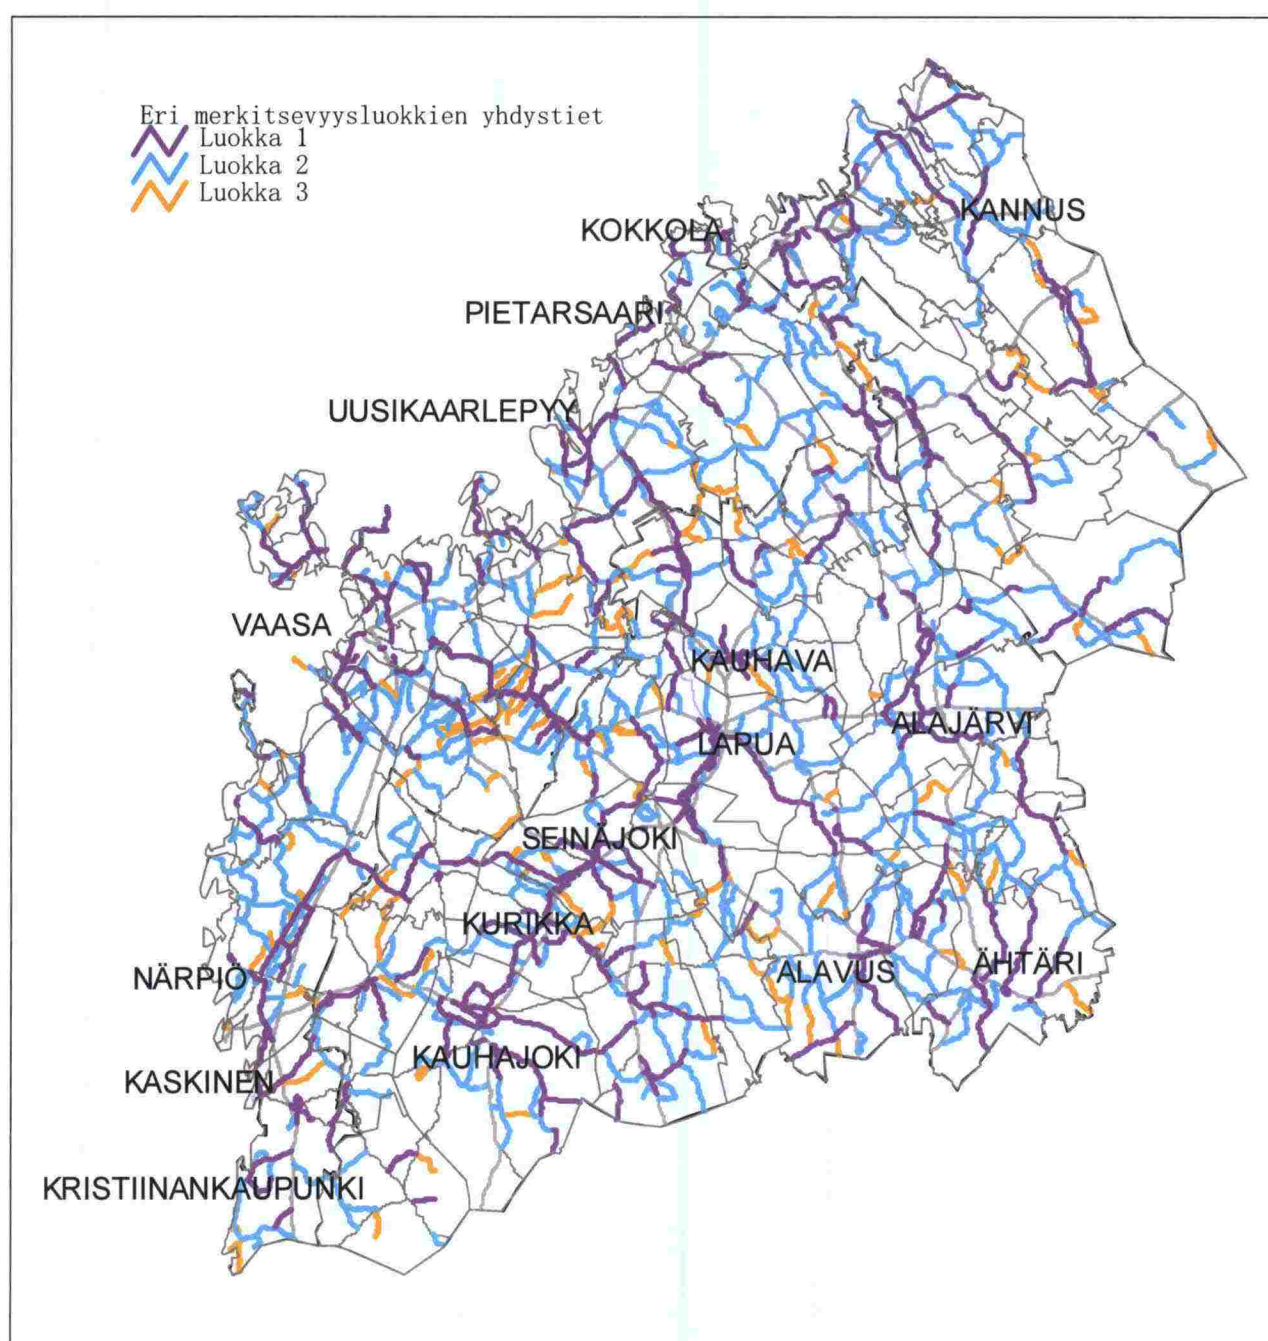 Eri merkitsevyysluokkien yhdystiet
Luokka 1
Luokka 2
Luokka 3
KANNUS
KOKKOLA
PIETARSAARI
UUSIKAARLEPYY
VAASA
KAUHAVA
ALAJÄRVI
LAPUA
SEINÄJOKI
KURIKKA
NÄRPIÖ
ALAVUS
ÄHTÄRI
KAUHAJOKI
KASKINEN
KRISTIINANKAUPUNKI